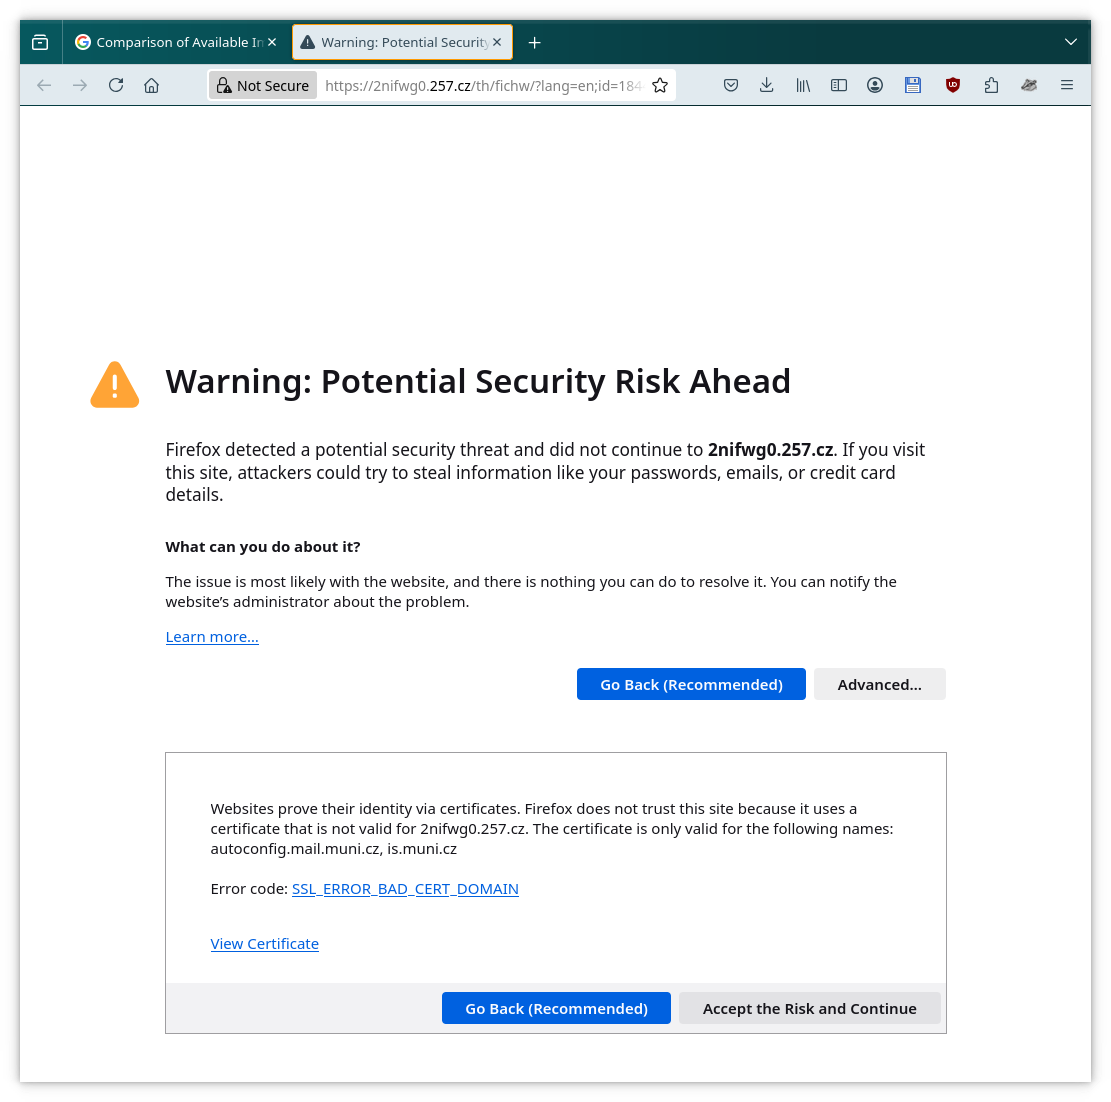 Comparison of Available In
Warning: Potential Security
Not Secure
https://2nifwg0.257.cz/th/fichw/?lang=en;id=184
Warning: Potential Security Risk Ahead
Firefox detected a potential security threat and did not continue to 2nifwg0.257.cz. If you visit
this site, attackers could try to steal information like your passwords, emails, or credit card
details.
What can you do about it?
The issue is most likely with the website, and there is nothing you can do to resolve it. You can notify the
website’s administrator about the problem.
Learn more…
Go Back (Recommended)
Advanced…
Websites prove their identity via certificates. Firefox does not trust this site because it uses a
certificate that is not valid for 2nifwg0.257.cz. The certificate is only valid for the following names:
autoconfig.mail.muni.cz, is.muni.cz
Error code: SSL_ERROR_BAD_CERT_DOMAIN
View Certificate
Go Back (Recommended)
Accept the Risk and Continue